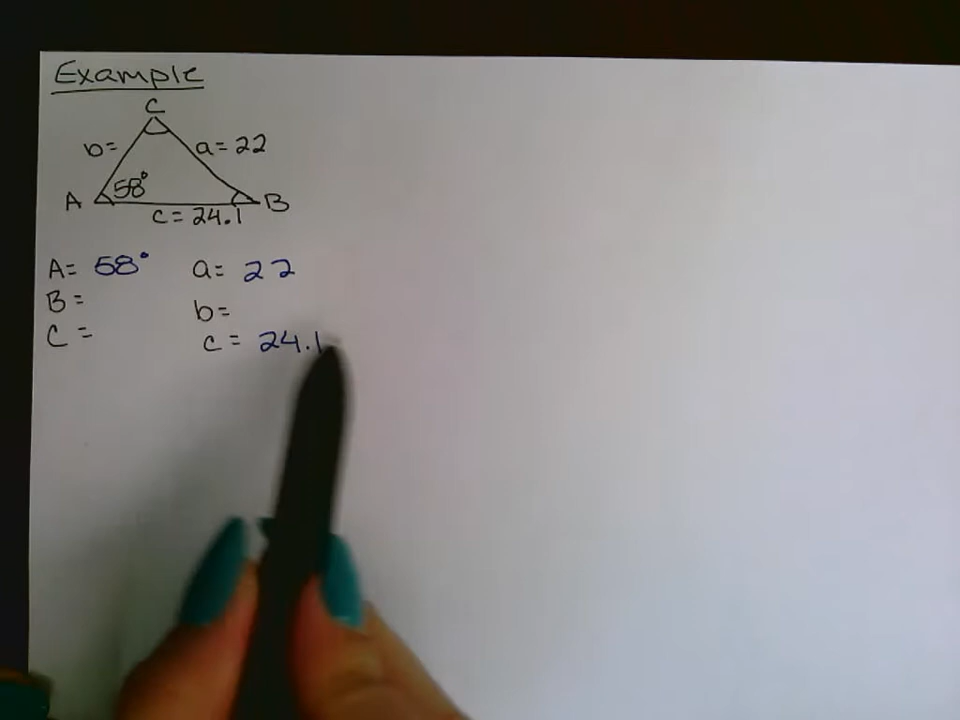 Example
C
b= a= 22
A 58° B
c = 24.1
A= 58° a= 22
B = b=
C = c = 24.1